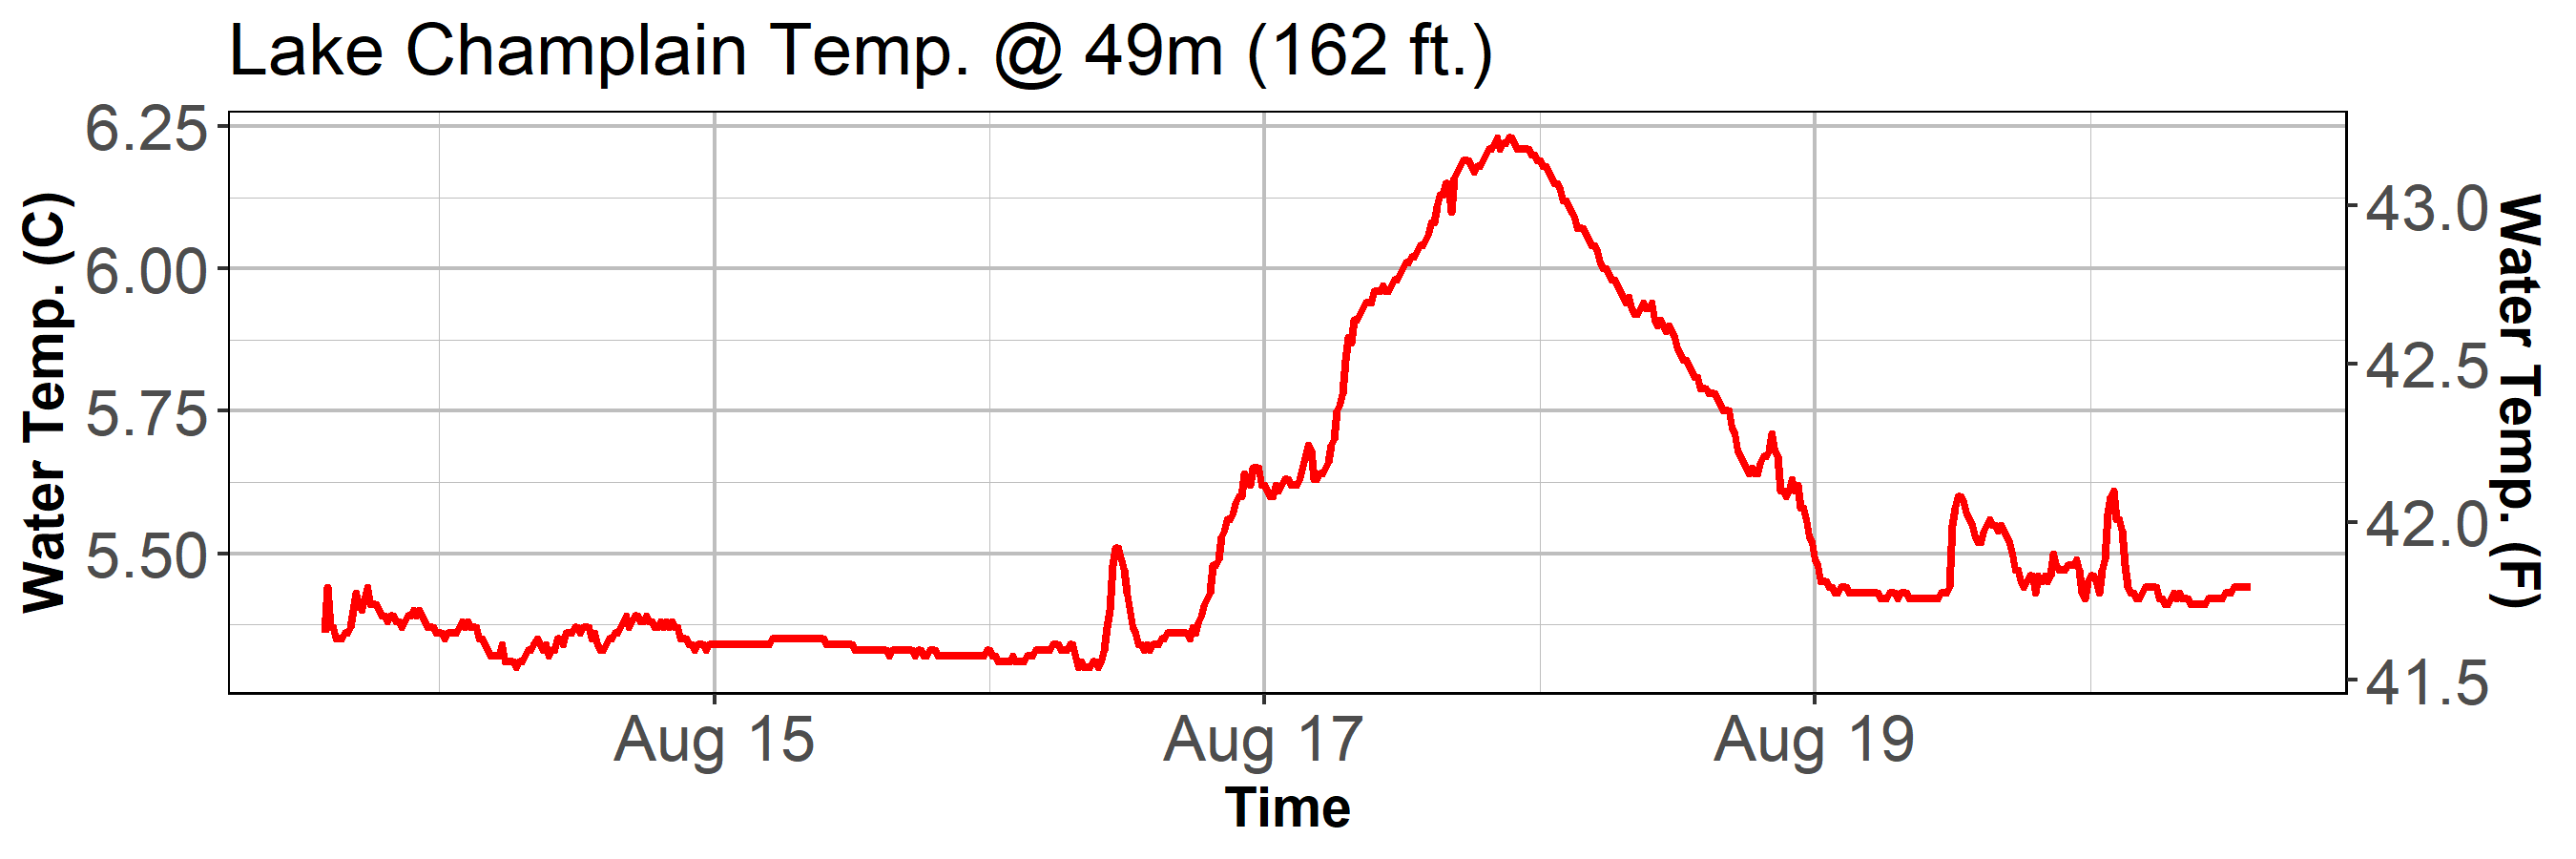 Lake Champlain Temp. @ 49m (162 ft.)
Water Temp. (C)
6.25
6.00
5.75
5.50
43.0
42.5
42.0
41.5
Water Temp. (F)
Aug 15 Aug 17 Aug 19
Time